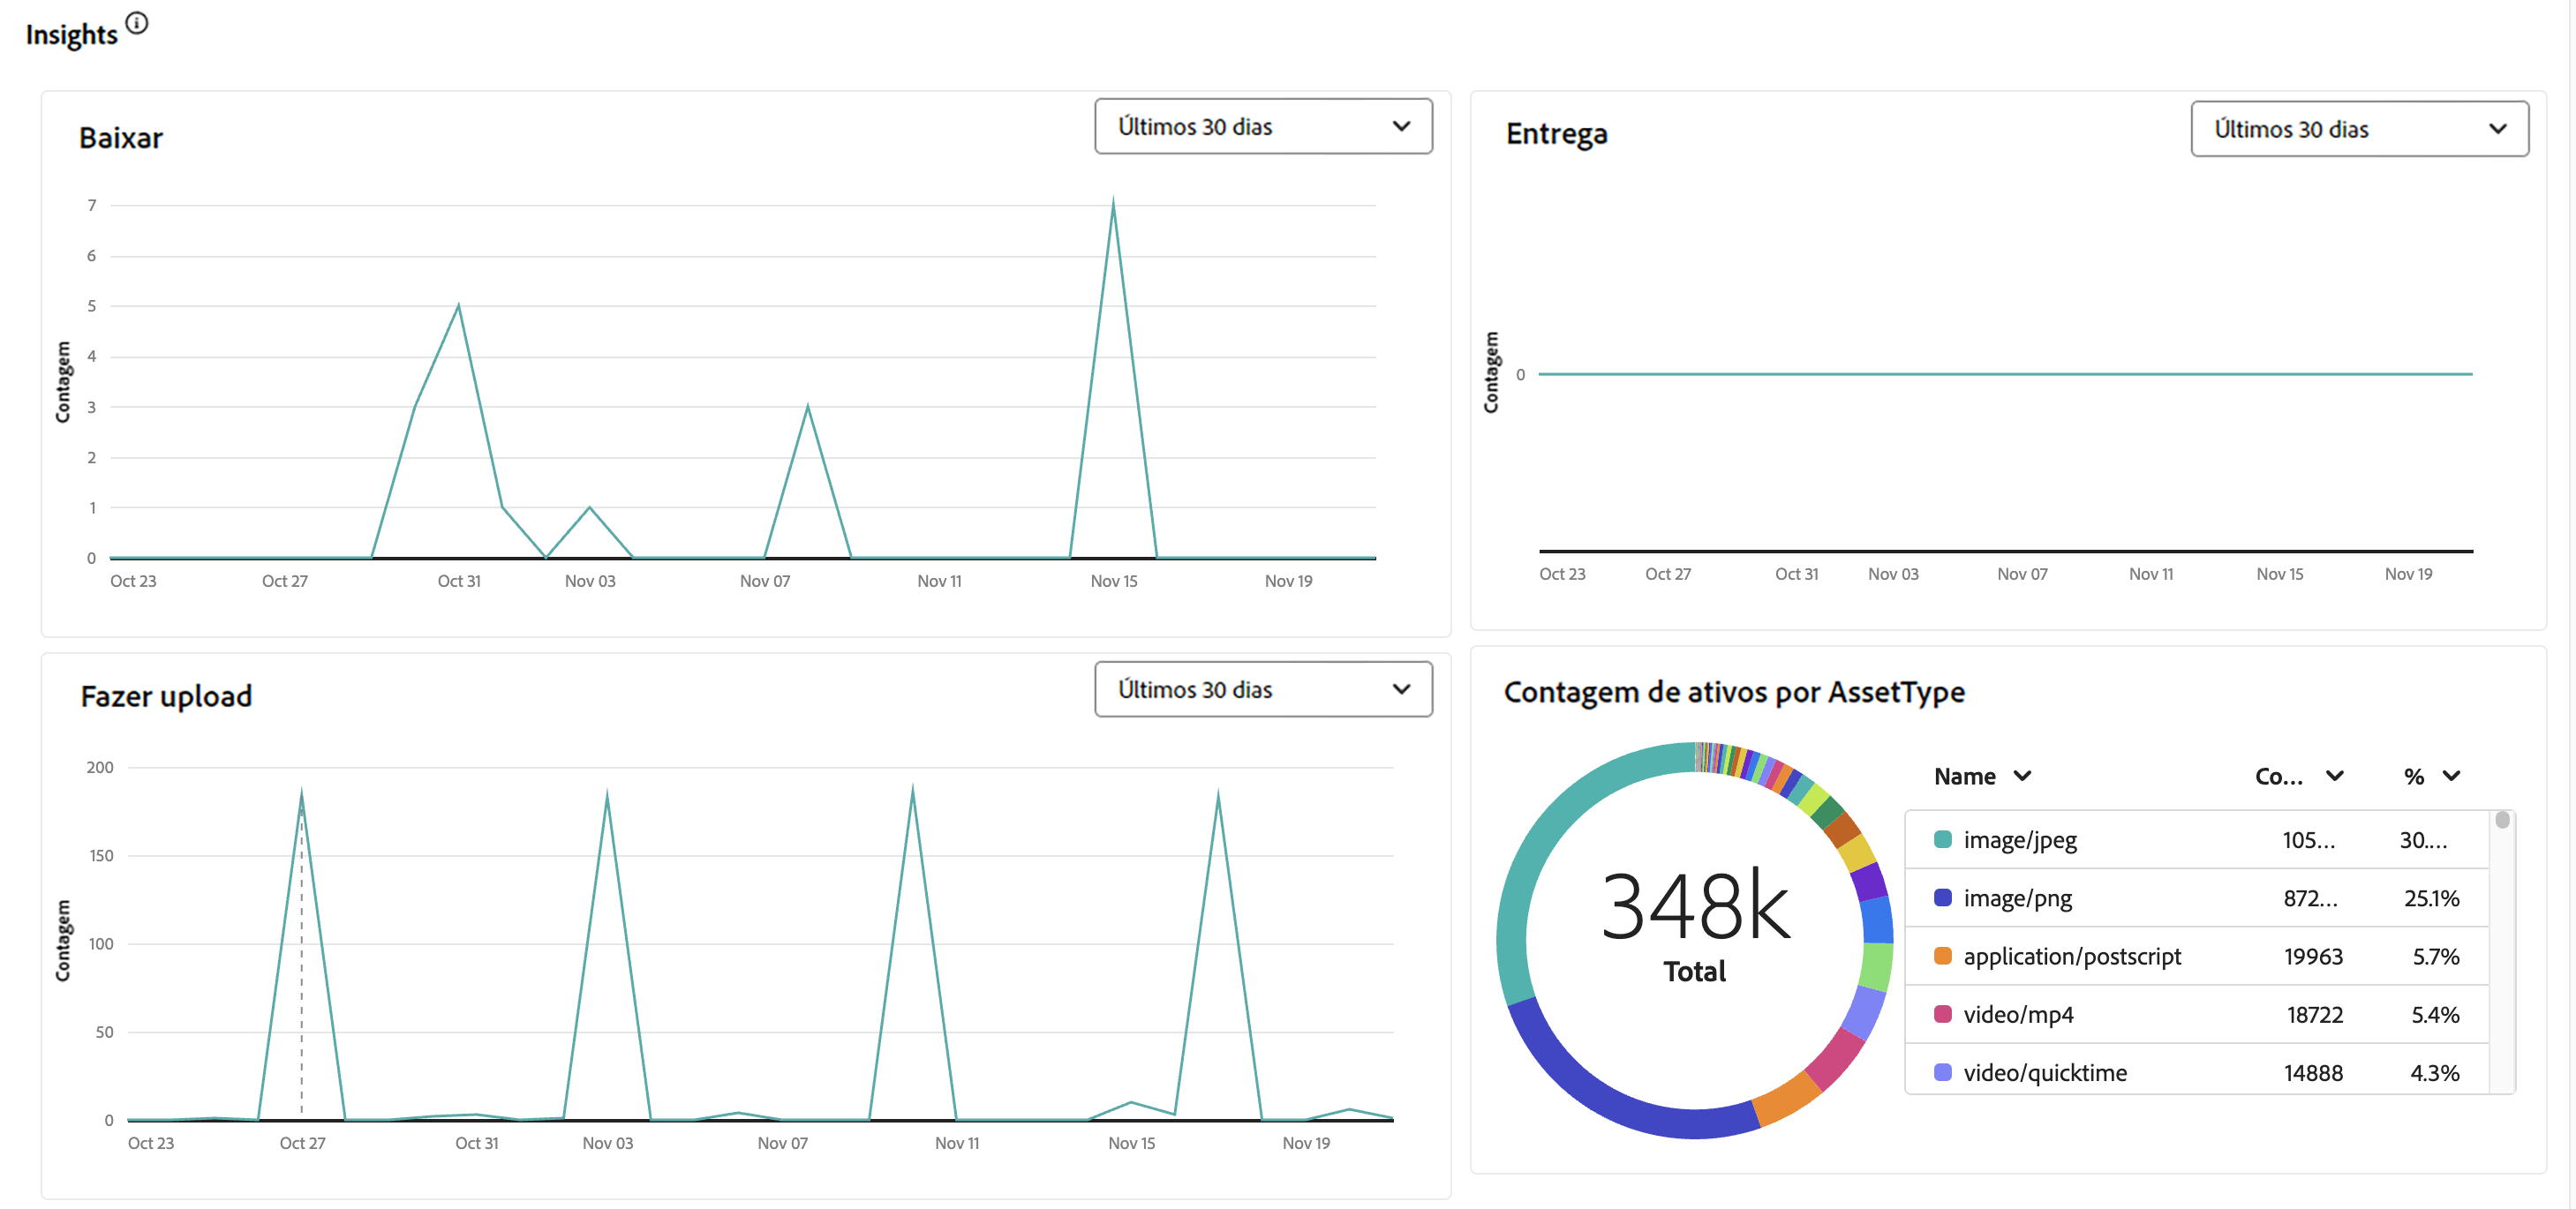 Insights
Baixar
Últimos 30 dias
7
6
5
4
3
2
1
0
Contagem
Oct 23 Oct 27 Oct 31 Nov 03 Nov 07 Nov 11 Nov 15 Nov 19
Entrega
Últimos 30 dias
Contagem
0
Oct 23 Oct 27 Oct 31 Nov 03 Nov 07 Nov 11 Nov 15 Nov 19
Fazer upload
Últimos 30 dias
200
150
100
50
0
Contagem
Oct 23 Oct 27 Oct 31 Nov 03 Nov 07 Nov 11 Nov 15 Nov 19
Contagem de ativos por AssetType
348k
Total
Name Co... %
image/jpeg 105... 30....
image/png 872... 25.1%
application/postscript 19963 5.7%
video/mp4 18722 5.4%
video/quicktime 14888 4.3%